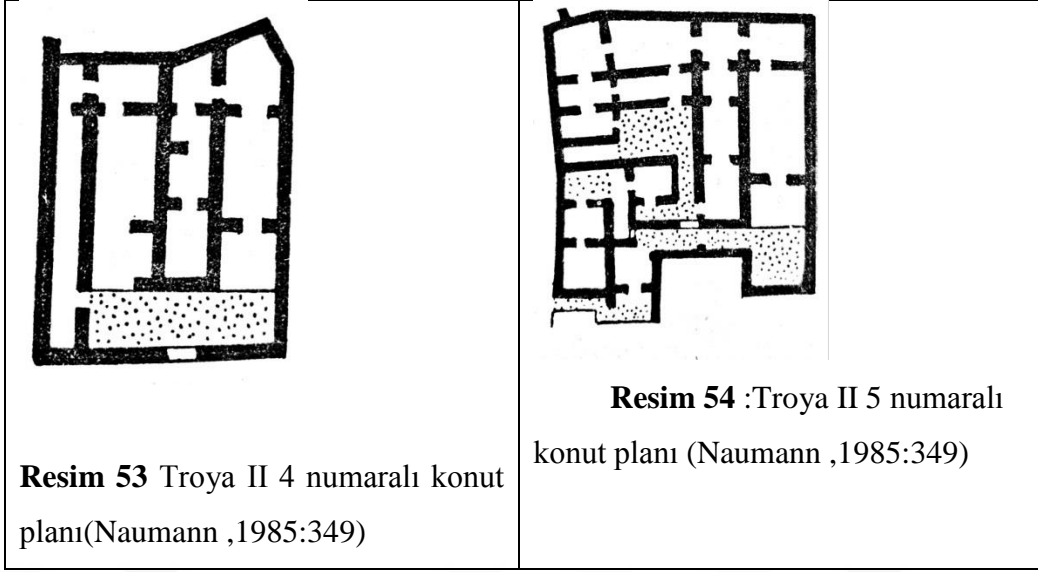 Resim 53 Troya II 4 numaralı konut
planı(Naumann ,1985:349)
Resim 54 :Troya II 5 numaralı
konut planı (Naumann ,1985:349)